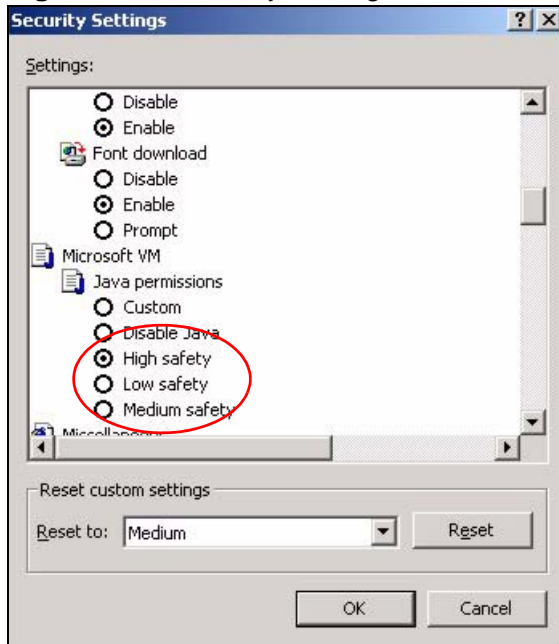 Security Settings
Settings:
Disable
Enable
Font download
Disable
Enable
Prompt
Microsoft VM
Java permissions
Custom
Disable Java
High safety
Low safety
Medium safety
Miscellaneous
Reset custom settings
Reset to: Medium Reset
OK Cancel